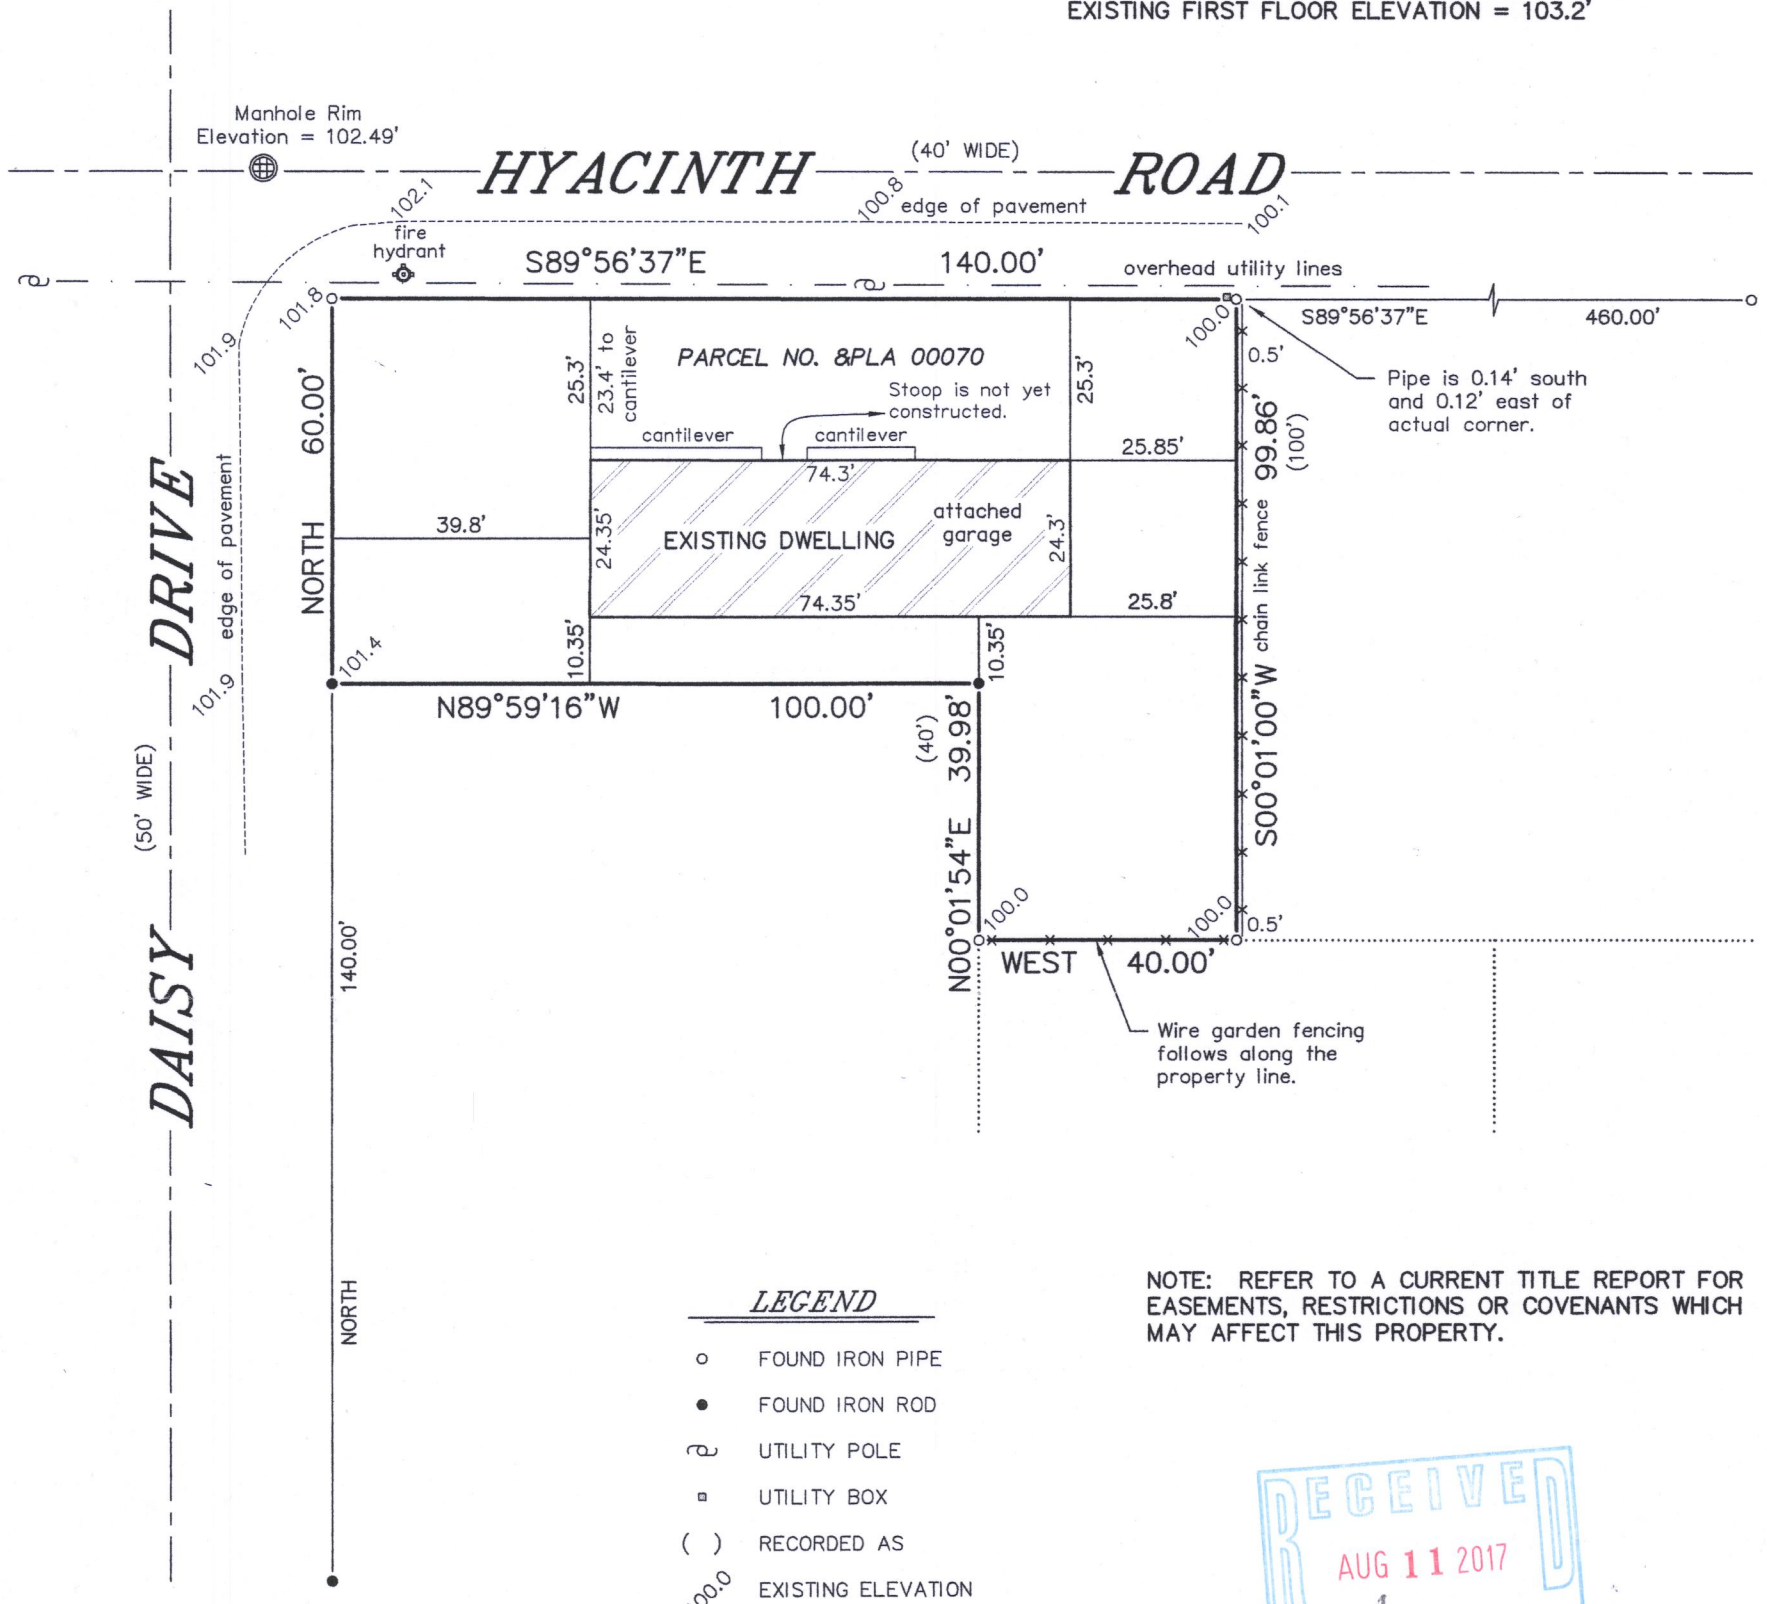 EXISTING FIRST FLOOR ELEVATION = 103.2'
Manhole Rim
Elevation = 102.49'
HYACINTH ROAD
(40' WIDE)
102.1
100.8
edge of pavement
100.1
fire
hydrant
S89°56'37"E 140.00'
overhead utility lines
101.8
100.0
S89°56'37"E 460.00'
101.9
0.5'
Pipe is 0.14' south
and 0.12' east of
actual corner.
NORTH 60.00'
25.3'
23.4' to
cantilever
PARCEL NO. &PLA 00070
25.3'
Stoop is not yet
constructed.
cantilever
cantilever
25.85'
74.3'
99.86'
(100')
39.8'
24.35'
EXISTING DWELLING
attached
garage
24.3'
chain link fence
74.35'
25.8'
DAISY DRIVE
(50' WIDE)
edge of pavement
101.9
101.4
10.35'
10.35'
N89°59'16"W 100.00'
(40')
N00°01'54"E 39.98'
S00°01'00"W
100.0
100.0
0.5'
WEST 40.00'
140.00'
NORTH
Wire garden fencing
follows along the
property line.
NOTE: REFER TO A CURRENT TITLE REPORT FOR
EASEMENTS, RESTRICTIONS OR COVENANTS WHICH
MAY AFFECT THIS PROPERTY.
LEGEND
FOUND IRON PIPE
FOUND IRON ROD
UTILITY POLE
UTILITY BOX
( ) RECORDED AS
EXISTING ELEVATION
RECEIVED
AUG 11 2017